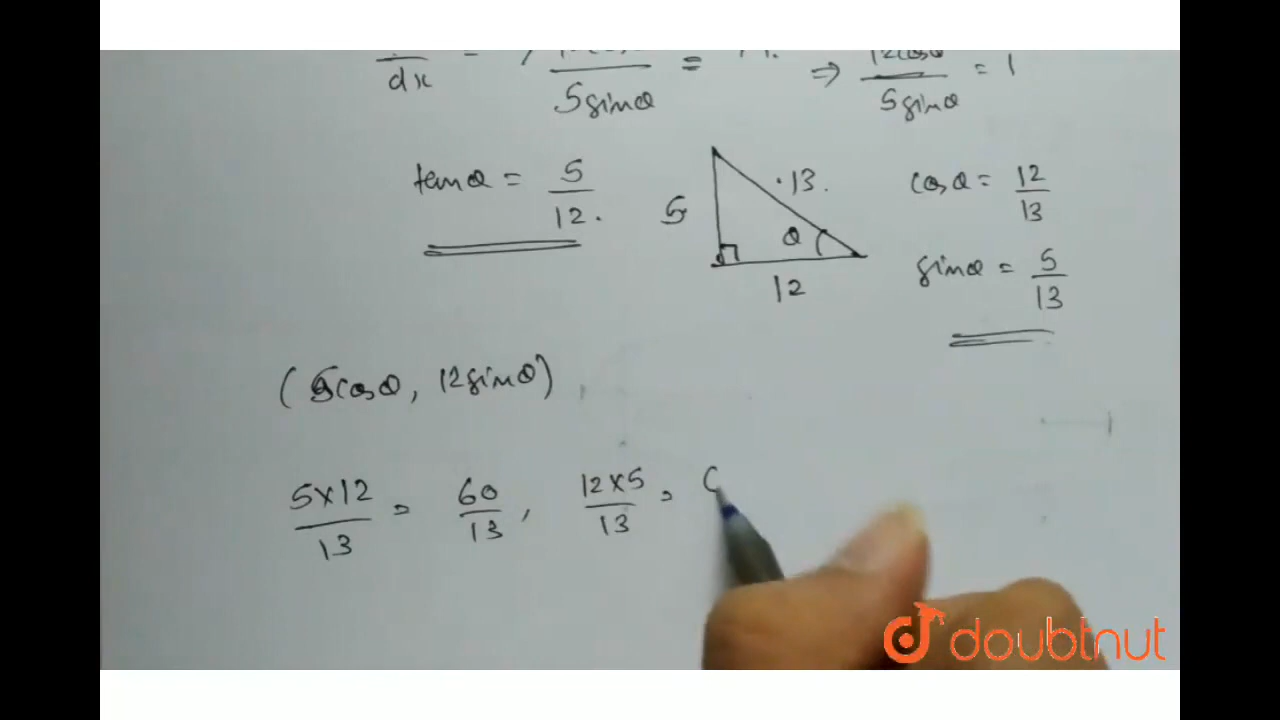 dx
5sinθ
=
⇒ 12cosθ / 5sinθ = 1
tanθ = 5/12.
5
13.
θ
12
cosθ = 12/13
sinθ = 5/13
(5cosθ, 12sinθ)
5×12/13 = 60/13, 12×5/13 =
doubtnut